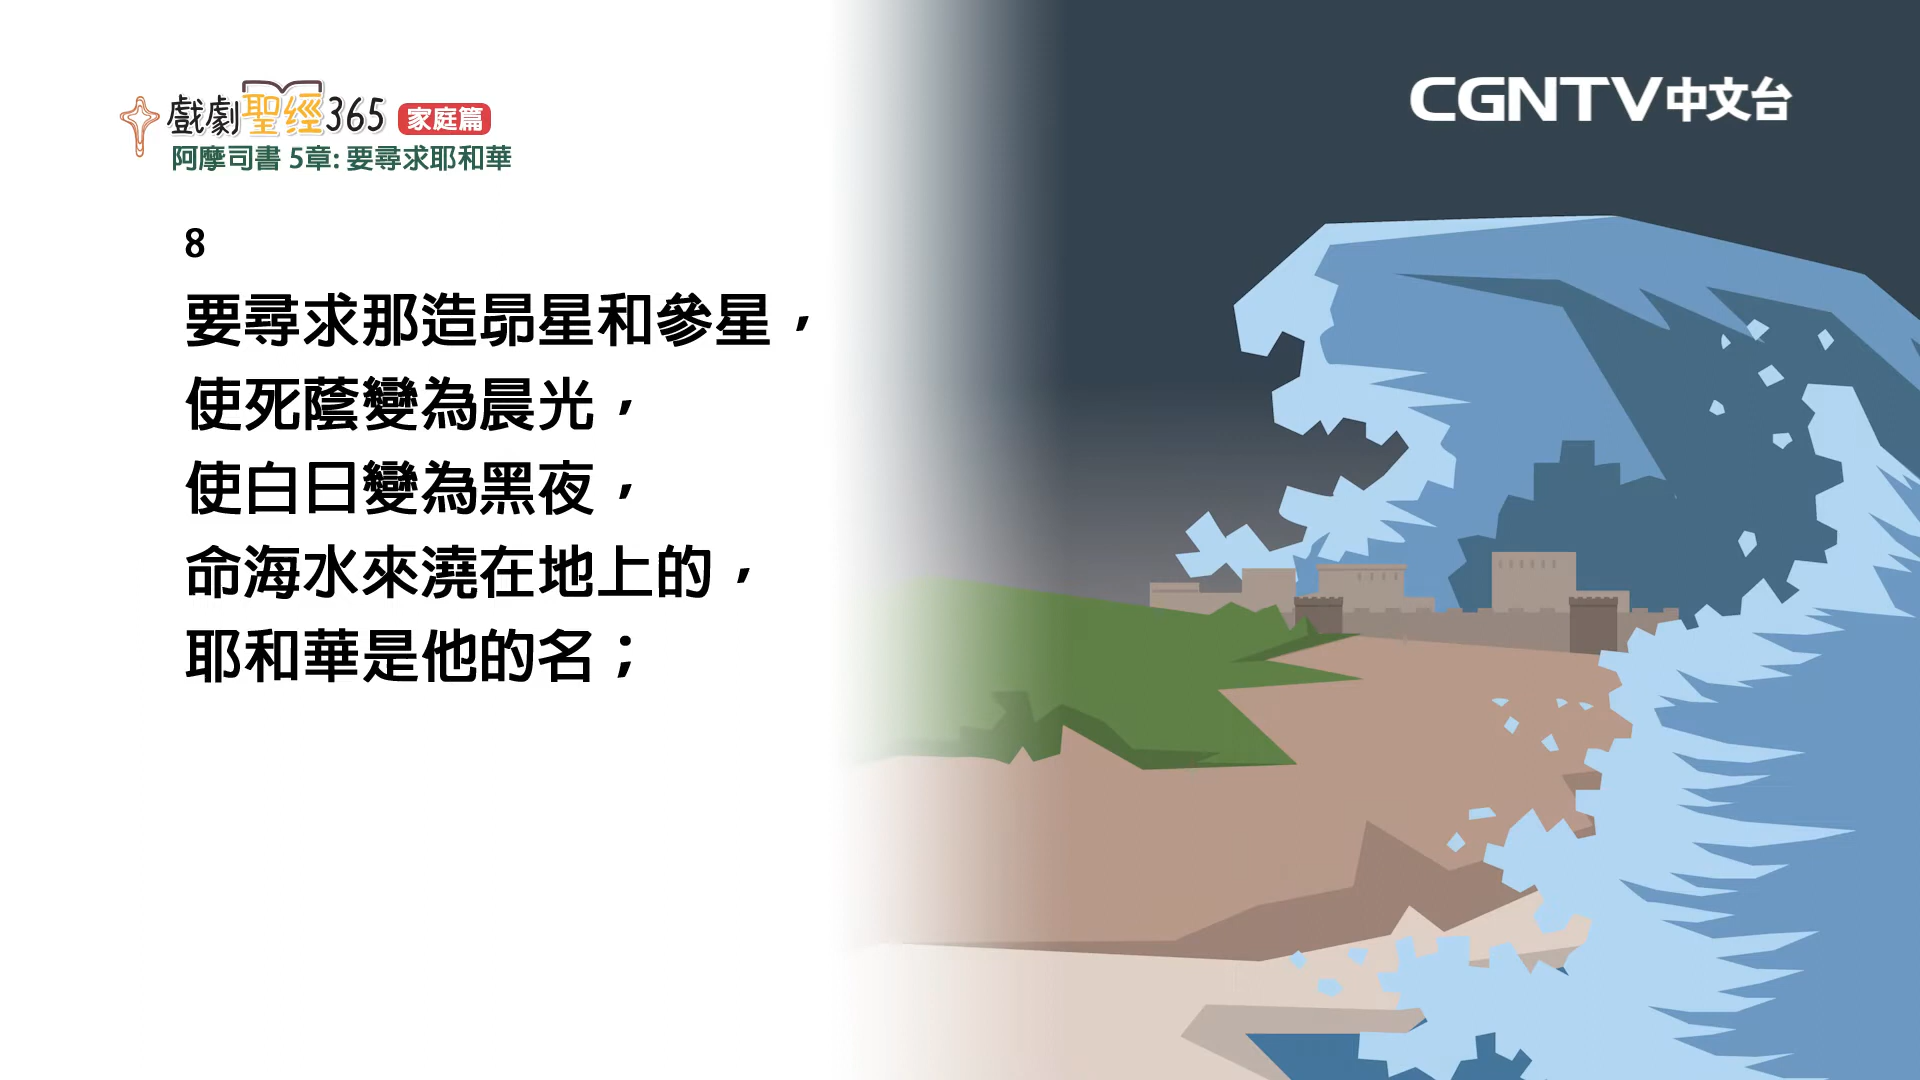 戲劇聖經365 家庭篇
CGNTV中文台
阿摩司書 5章: 要尋求耶和華
8
要尋求那造昴星和參星，
使死蔭變為晨光，
使白日變為黑夜，
命海水來澆在地上的，
耶和華是他的名；